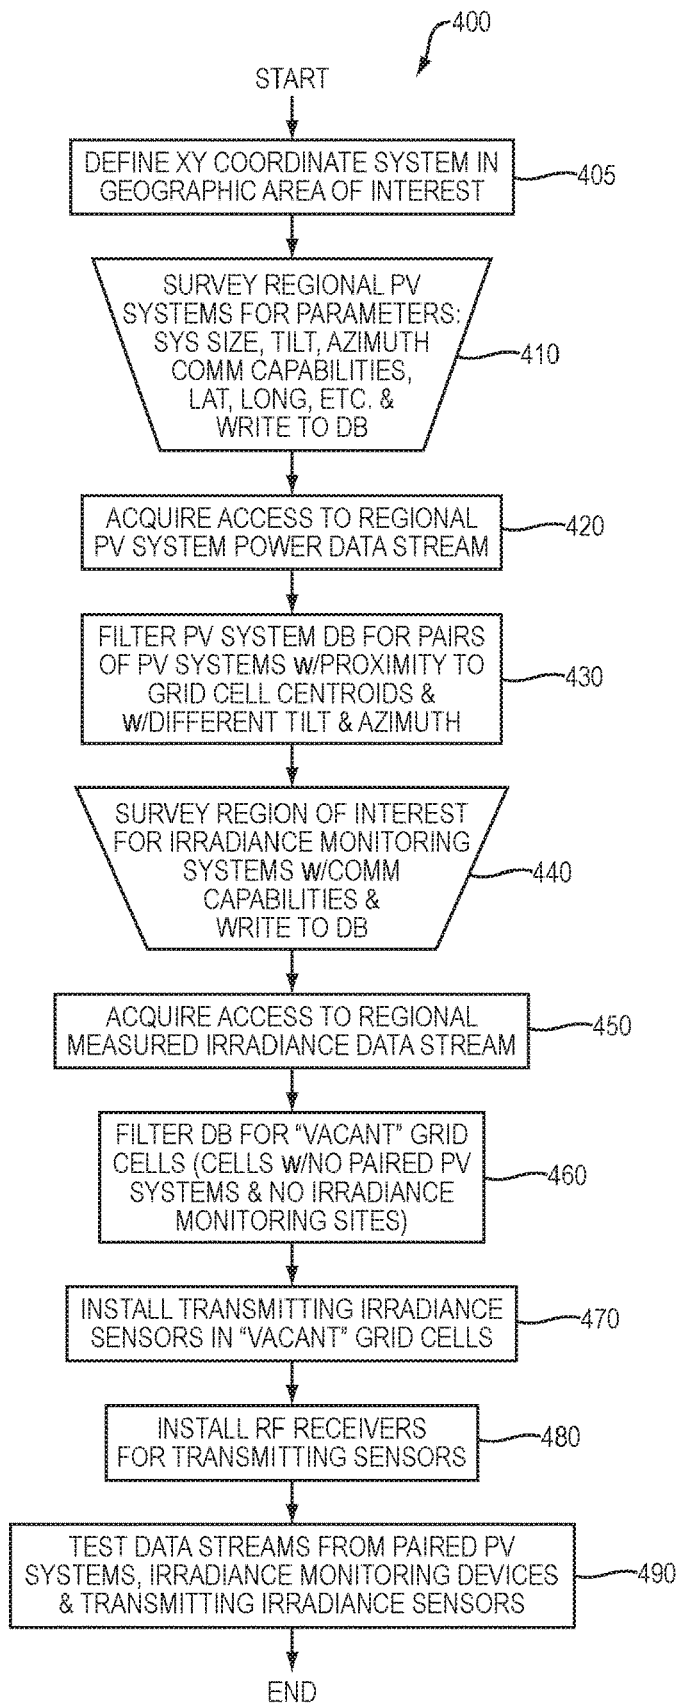 400
START
DEFINE XY COORDINATE SYSTEM IN
GEOGRAPHIC AREA OF INTEREST
405
SURVEY REGIONAL PV
SYSTEMS FOR PARAMETERS:
SYS SIZE, TILT, AZIMUTH
COMM CAPABILITIES,
LAT, LONG, ETC. &
WRITE TO DB
410
ACQUIRE ACCESS TO REGIONAL
PV SYSTEM POWER DATA STREAM
420
FILTER PV SYSTEM DB FOR PAIRS
OF PV SYSTEMS W/PROXIMITY TO
GRID CELL CENTROIDS &
W/DIFFERENT TILT & AZIMUTH
430
SURVEY REGION OF INTEREST
FOR IRRADIANCE MONITORING
SYSTEMS W/COMM
CAPABILITIES &
WRITE TO DB
440
ACQUIRE ACCESS TO REGIONAL
MEASURED IRRADIANCE DATA STREAM
450
FILTER DB FOR “VACANT” GRID
CELLS (CELLS W/NO PAIRED PV
SYSTEMS & NO IRRADIANCE
MONITORING SITES)
460
INSTALL TRANSMITTING IRRADIANCE
SENSORS IN “VACANT” GRID CELLS
470
INSTALL RF RECEIVERS
FOR TRANSMITTING SENSORS
480
TEST DATA STREAMS FROM PAIRED PV
SYSTEMS, IRRADIANCE MONITORING DEVICES
& TRANSMITTING IRRADIANCE SENSORS
490
END